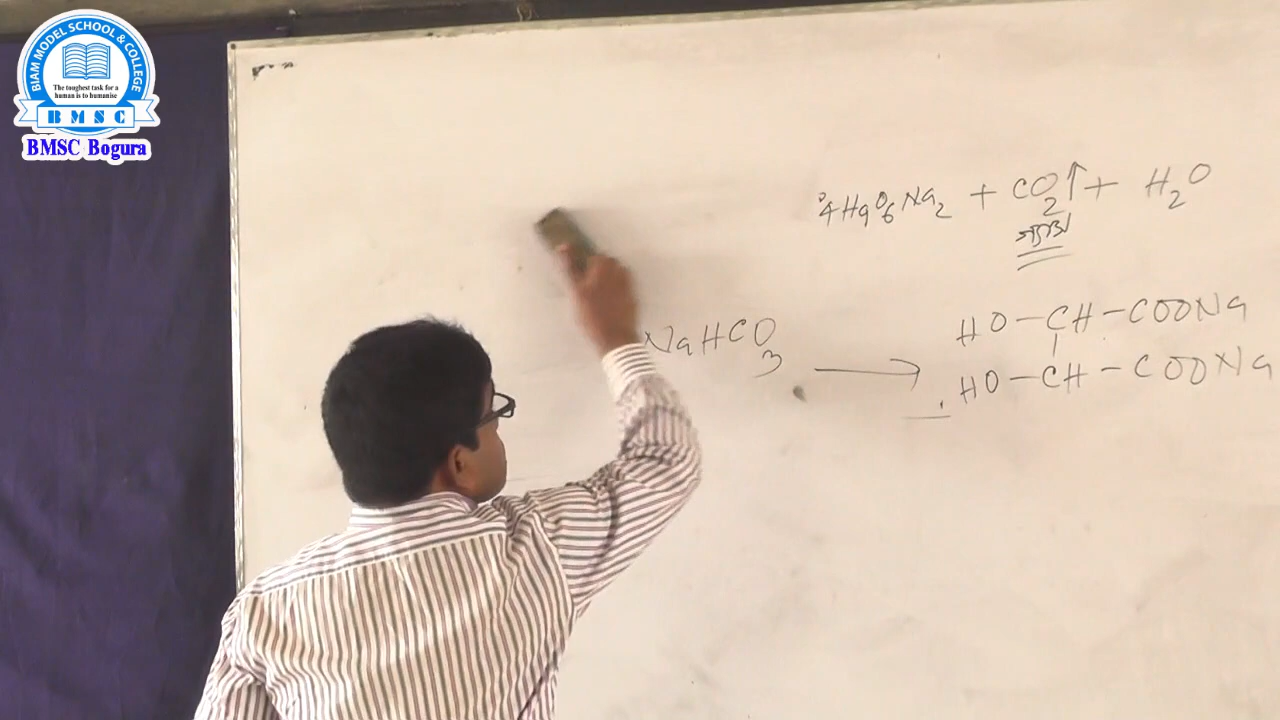 BIAM MODEL SCHOOL & COLLEGE
The toughest task for a
human is to humanise
BMSC
BMSC Bogura
C4H4O6Na2 + CO2↑ + H2O
HO-CH-COONa
NaHCO3 →
HO-CH-COONa